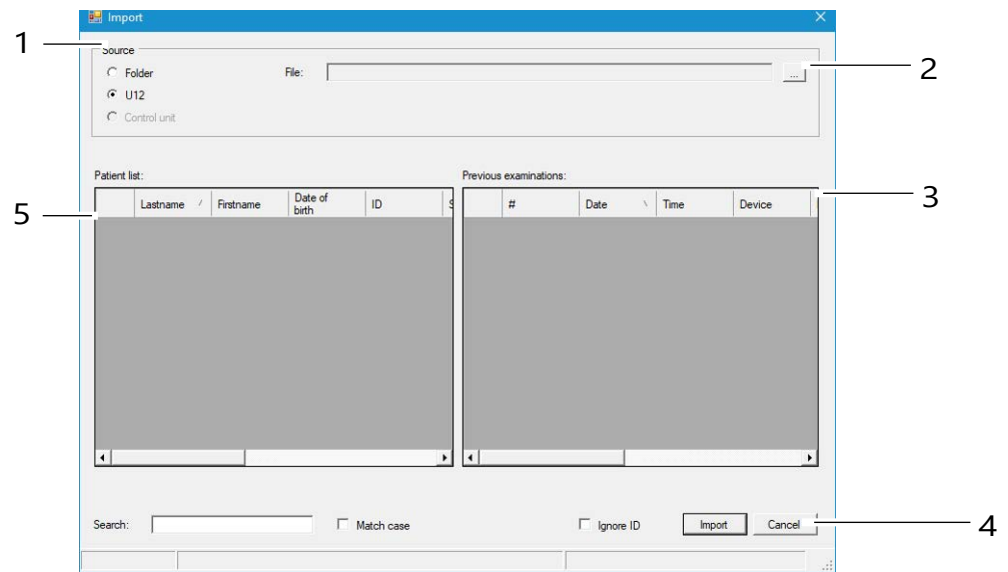 Import
1
Source
Folder
File:
...
2
U12
Control unit
Patient list:
Previous examinations:
3
5
Lastname
Firstname
Date of birth
ID
S
#
Date
Time
Device
Search:
Match case
Ignore ID
Import
Cancel
4